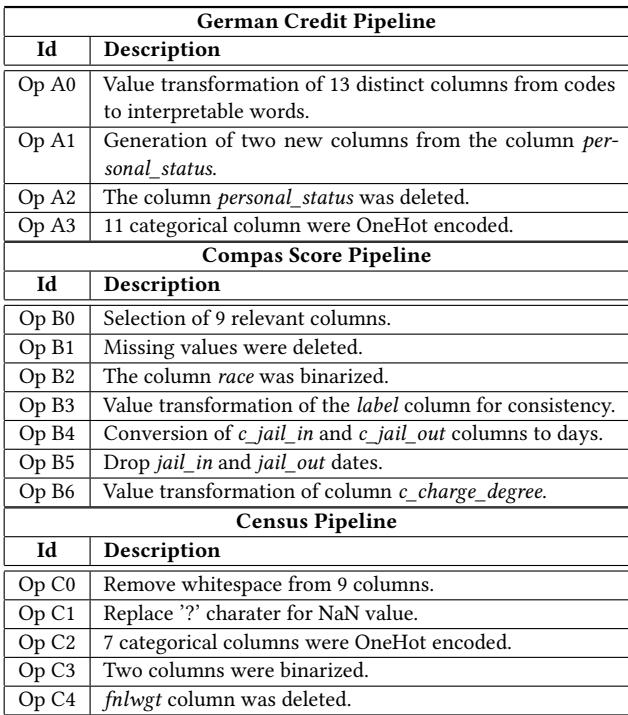 German Credit Pipeline
Id Description
Op A0 Value transformation of 13 distinct columns from codes
to interpretable words.
Op A1 Generation of two new columns from the column per-
sonal_status.
Op A2 The column personal_status was deleted.
Op A3 11 categorical column were OneHot encoded.
Compas Score Pipeline
Id Description
Op B0 Selection of 9 relevant columns.
Op B1 Missing values were deleted.
Op B2 The column race was binarized.
Op B3 Value transformation of the label column for consistency.
Op B4 Conversion of c_jail_in and c_jail_out columns to days.
Op B5 Drop jail_in and jail_out dates.
Op B6 Value transformation of column c_charge_degree.
Census Pipeline
Id Description
Op C0 Remove whitespace from 9 columns.
Op C1 Replace '?' charater for NaN value.
Op C2 7 categorical columns were OneHot encoded.
Op C3 Two columns were binarized.
Op C4 fnlwgt column was deleted.